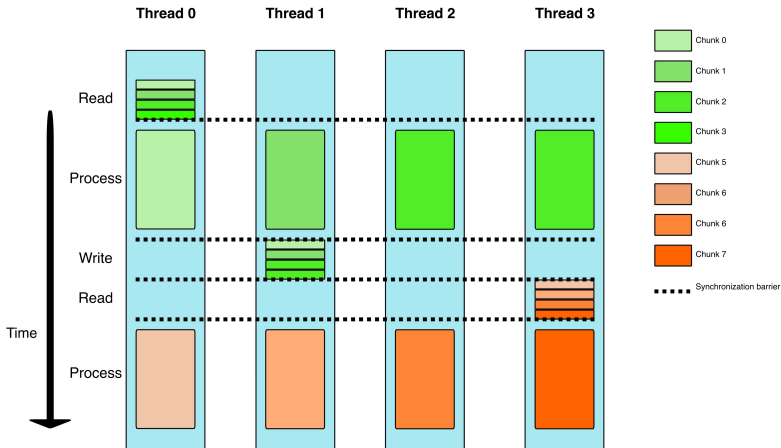 Thread 0 Thread 1 Thread 2 Thread 3
Read
Process
Write
Read
Process
Time
Chunk 0
Chunk 1
Chunk 2
Chunk 3
Chunk 5
Chunk 6
Chunk 6
Chunk 7
Synchronization barrier